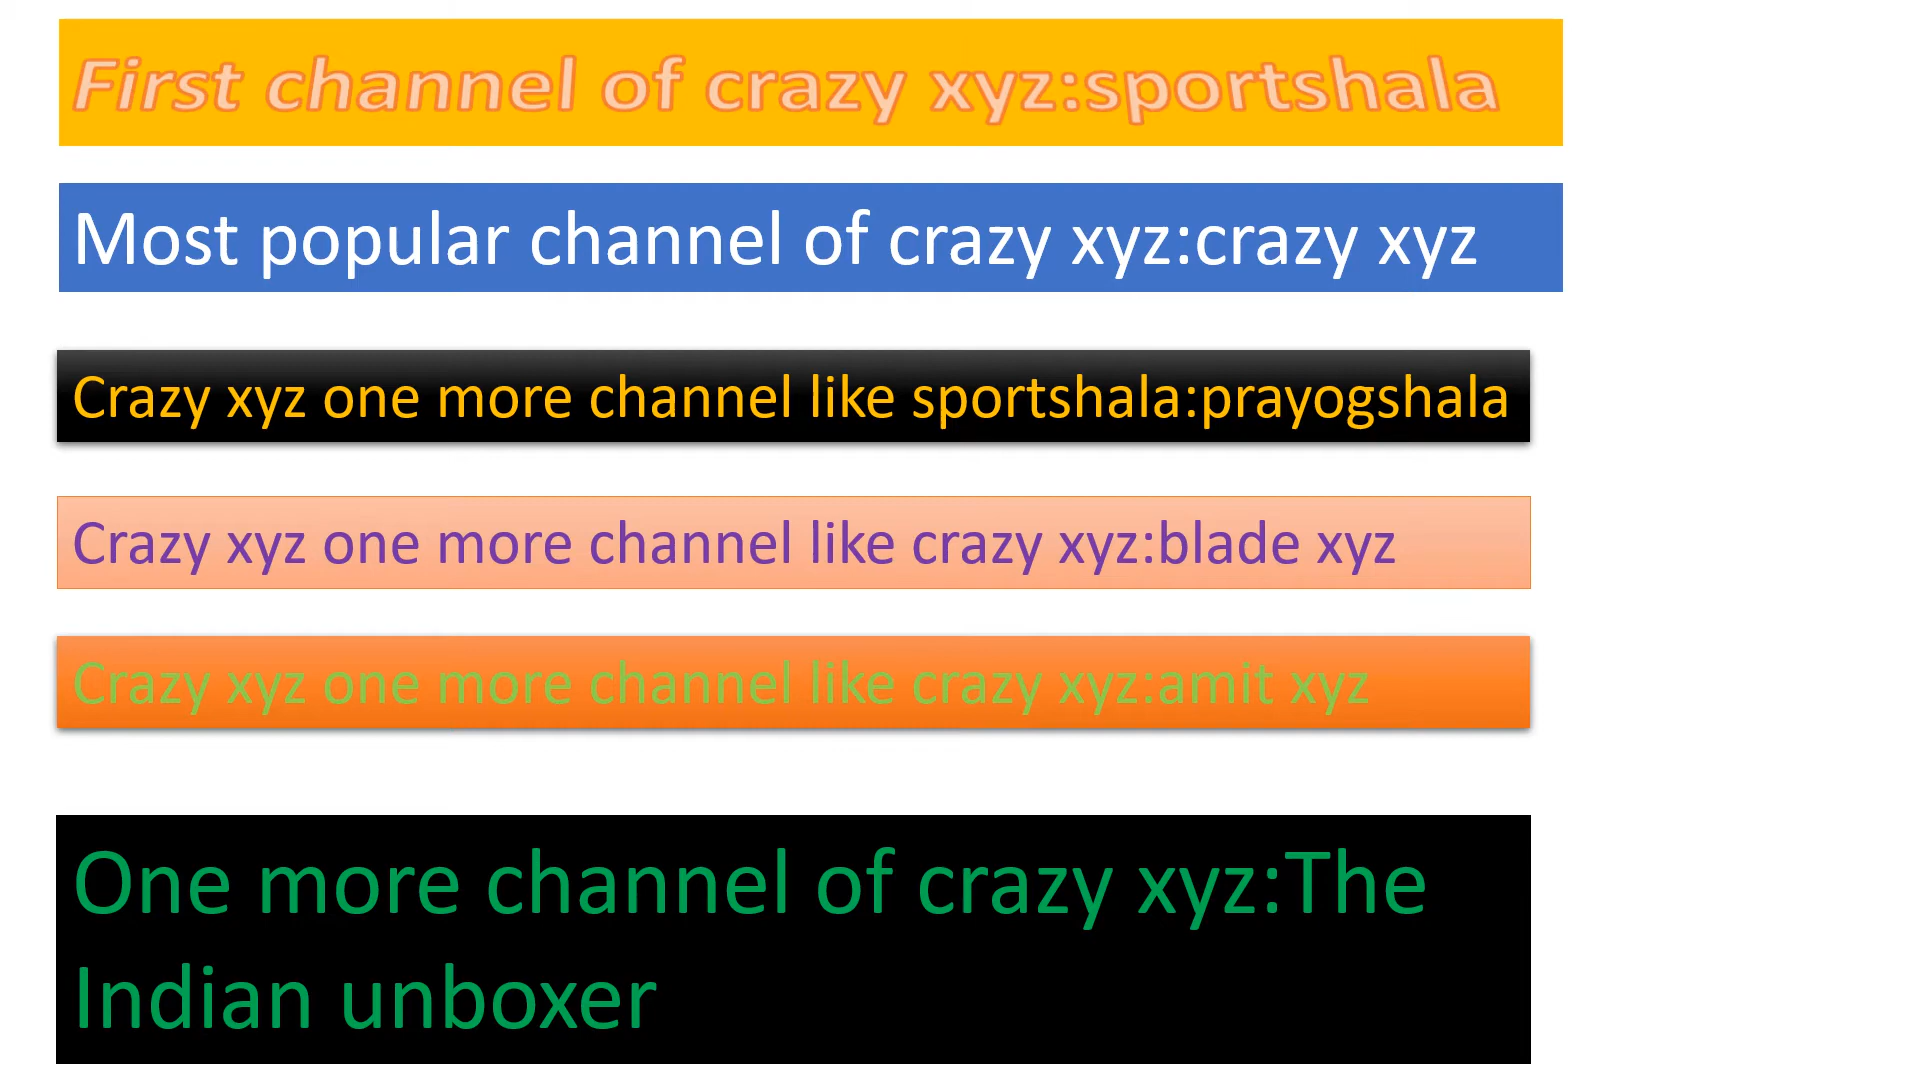 First channel of crazy xyz:sportshala
Most popular channel of crazy xyz:crazy xyz
Crazy xyz one more channel like sportshala:prayogshala
Crazy xyz one more channel like crazy xyz:blade xyz
Crazy xyz one more channel like crazy xyz:amit xyz
One more channel of crazy xyz:The
Indian unboxer